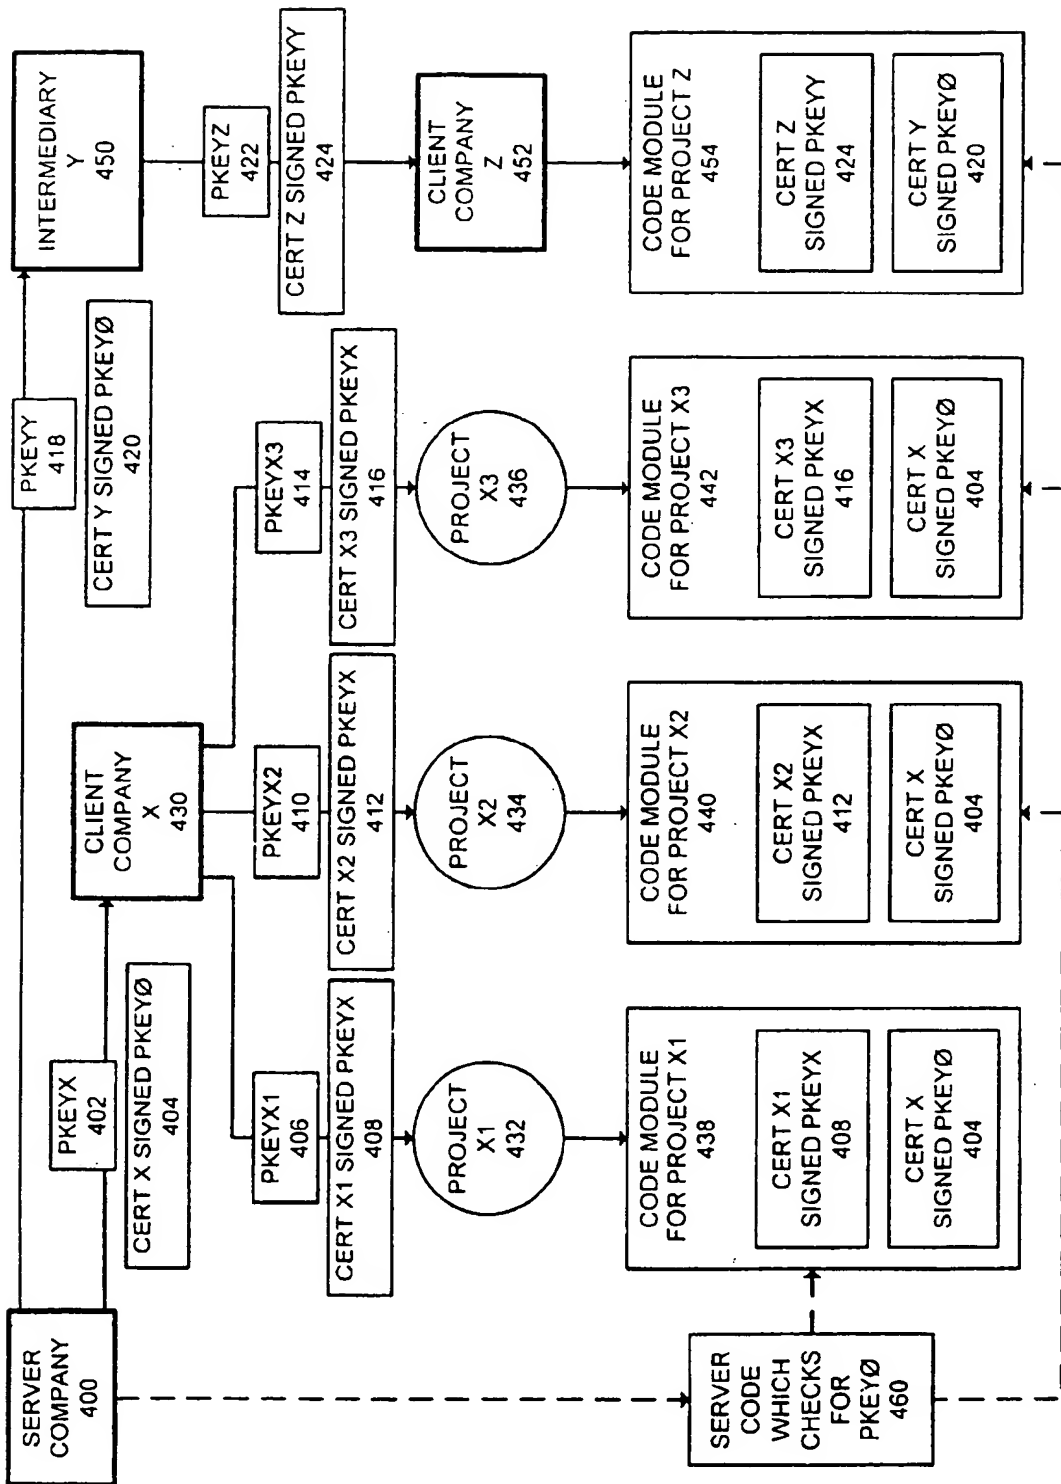 SERVER
COMPANY
400
PKEYX
402
CERT X SIGNED PKEYØ
404
PKEYY
418
CERT Y SIGNED PKEYØ
420
CLIENT
COMPANY
X
430
INTERMEDIARY
Y
450
PKEYX1
406
CERT X1 SIGNED PKEYX
408
PKEYX2
410
CERT X2 SIGNED PKEYX
412
PKEYX3
414
CERT X3 SIGNED PKEYX
416
PKEYZ
422
CERT Z SIGNED PKEYY
424
PROJECT
X1
432
PROJECT
X2
434
PROJECT
X3
436
CLIENT
COMPANY
Z
452
SERVER
CODE
WHICH
CHECKS
FOR
PKEYØ
460
CODE MODULE
FOR PROJECT X1
438
CERT X1
SIGNED PKEYX
408
CERT X
SIGNED PKEYØ
404
CODE MODULE
FOR PROJECT X2
440
CERT X2
SIGNED PKEYX
412
CERT X
SIGNED PKEYØ
404
CODE MODULE
FOR PROJECT X3
442
CERT X3
SIGNED PKEYX
416
CERT X
SIGNED PKEYØ
404
CODE MODULE
FOR PROJECT Z
454
CERT Z
SIGNED PKEYY
424
CERT Y
SIGNED PKEYØ
420